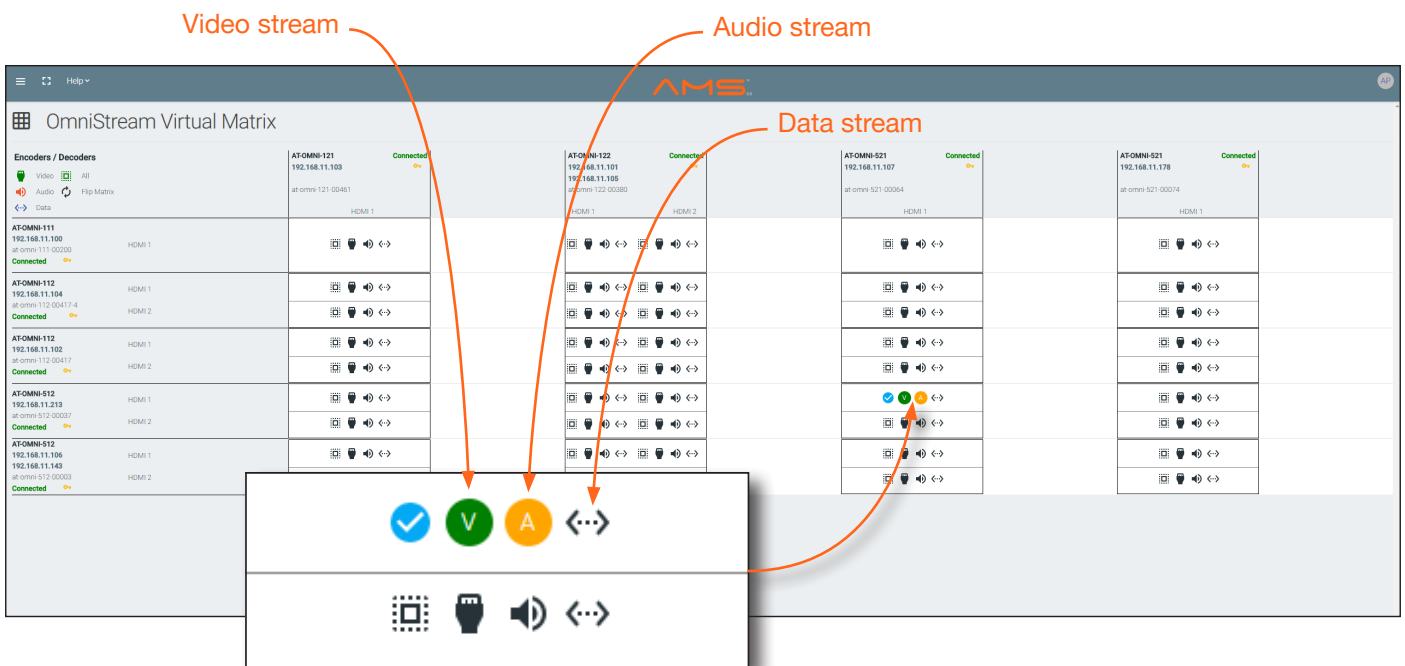 Video stream
Audio stream
Help
AMS
AP
OmniStream Virtual Matrix
Data stream
Encoders / Decoders
Video All
Audio Flip Matrix
Data
AT-OMNI-121 Connected
192.168.11.103
at-omni-121-00461
HDMI 1
AT-OMNI-122 Connected
192.168.11.101
192.168.11.105
at-omni-122-00380
HDMI 1 HDMI 2
AT-OMNI-521 Connected
192.168.11.107
at-omni-521-00064
HDMI 1
AT-OMNI-521 Connected
192.168.11.178
at-omni-521-00074
HDMI 1
AT-OMNI-111
192.168.11.100
at-omni-111-00200
Connected
HDMI 1
AT-OMNI-112
192.168.11.104
at-omni-112-00417-4
Connected
HDMI 1
HDMI 2
AT-OMNI-112
192.168.11.102
at-omni-112-00417
Connected
HDMI 1
HDMI 2
AT-OMNI-512
192.168.11.213
at-omni-512-00037
Connected
HDMI 1
HDMI 2
V A
AT-OMNI-512
192.168.11.106
192.168.11.143
at-omni-512-00003
Connected
HDMI 1
HDMI 2
V A